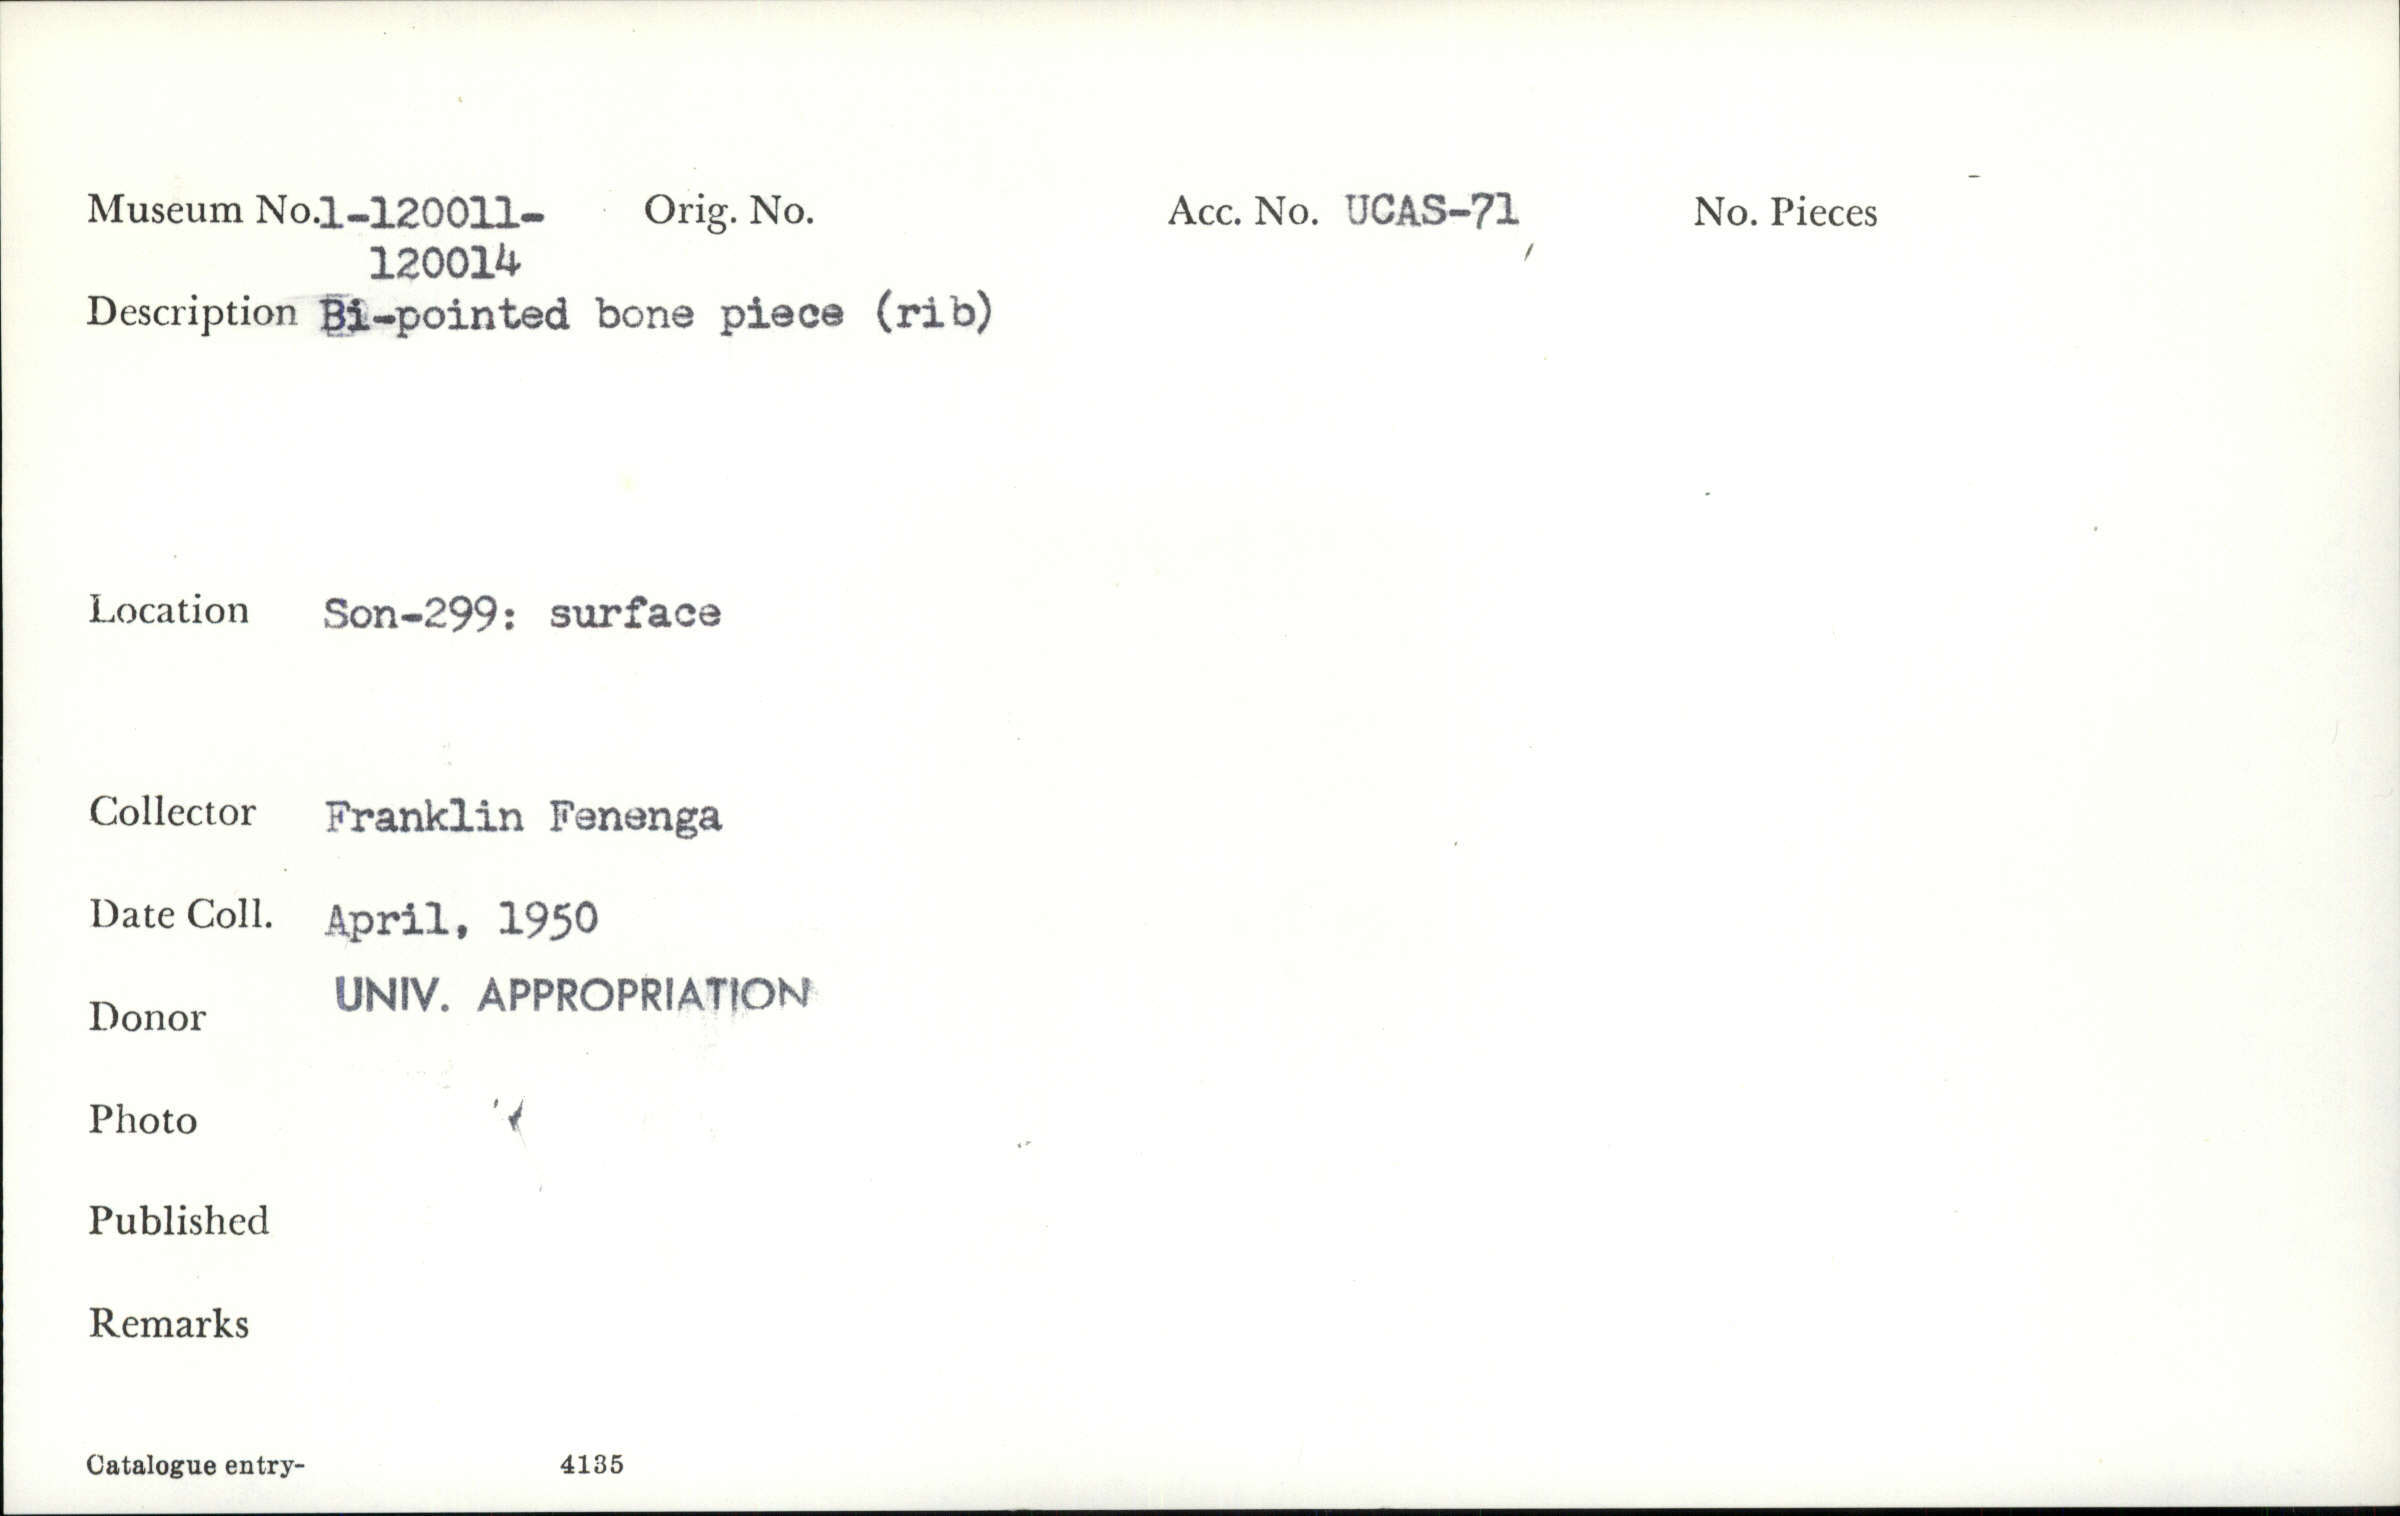 Museum No.1-120011- Orig. No. Acc. No. UCAS-71 No. Pieces
120014
Description Bi-pointed bone piece (rib)
Location Son-299: surface
Collector Franklin Fenenga
Date Coll. April, 1950
UNIV. APPROPRIATION
Donor
Photo
Published
Remarks
Catalogue entry- 4135